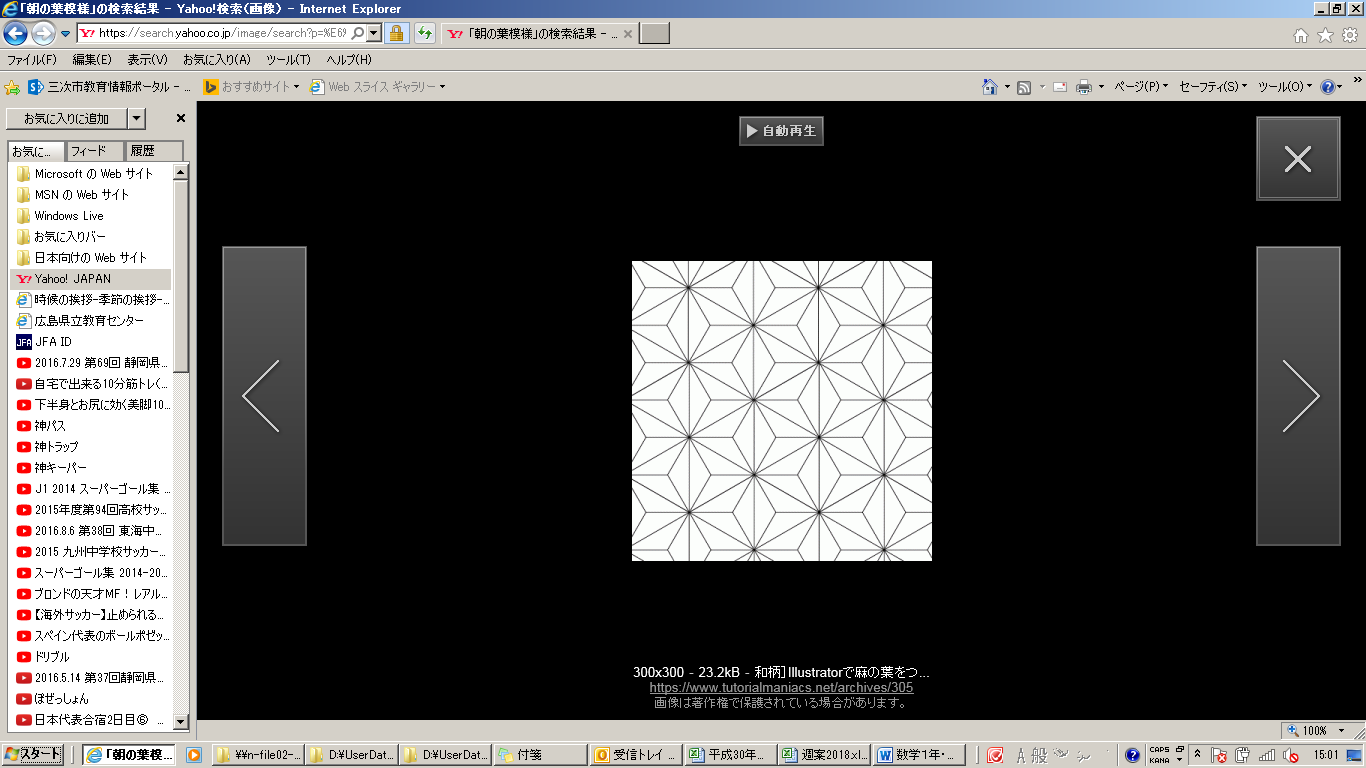 「朝の葉模様」の検索結果 - Yahoo!検索(画像) - Internet Explorer
https://search.yahoo.co.jp/image/search?p=%E6%
「朝の葉模様」の検索結果 - ...
ファイル(F) 編集(E) 表示(V) お気に入り(A) ツール(T) ヘルプ(H)
三次市教育情報ポータル - ... おすすめサイト Web スライス ギャラリー ページ(P) セーフティ(S) ツール(O)
お気に入りに追加
お気に... フィード 履歴
Microsoft の Web サイト
MSN の Web サイト
Windows Live
お気に入りバー
日本向けの Web サイト
Yahoo! JAPAN
時候の挨拶-季節の挨拶-...
広島県立教育センター
JFA JFA ID
2016.7.29 第69回 静岡県...
自宅で出来る10分筋トレく...
下半身とお尻に効く美脚10...
神パス
神トラップ
神キーパー
J1 2014 スーパーゴール集 ...
2015年度第94回高校サッ...
2016.8.6 第38回 東海中...
2015 九州中学校サッカー...
スーパーゴール集 2014-20...
ブロンドの天才MF!レアル...
【海外サッカー】止められる...
スペイン代表のボールポゼッ...
ドリブル
2016.5.14 第37回静岡県...
ぽぜっしょん
日本代表合宿2日目© ...
自動再生
300x300 - 23.2kB - 和柄]Illustratorで麻の葉をつ...
https://www.tutorialmaniacs.net/archives/305
画像は著作権で保護されている場合があります。
100%
スタート 「朝の葉模... \\n-file02-... D:\UserDat... D:\UserDat... 付箋 受信トレイ ... 平成30年... 週案2018xl... 数学1年・... A 般 CAPS KANA 15:01